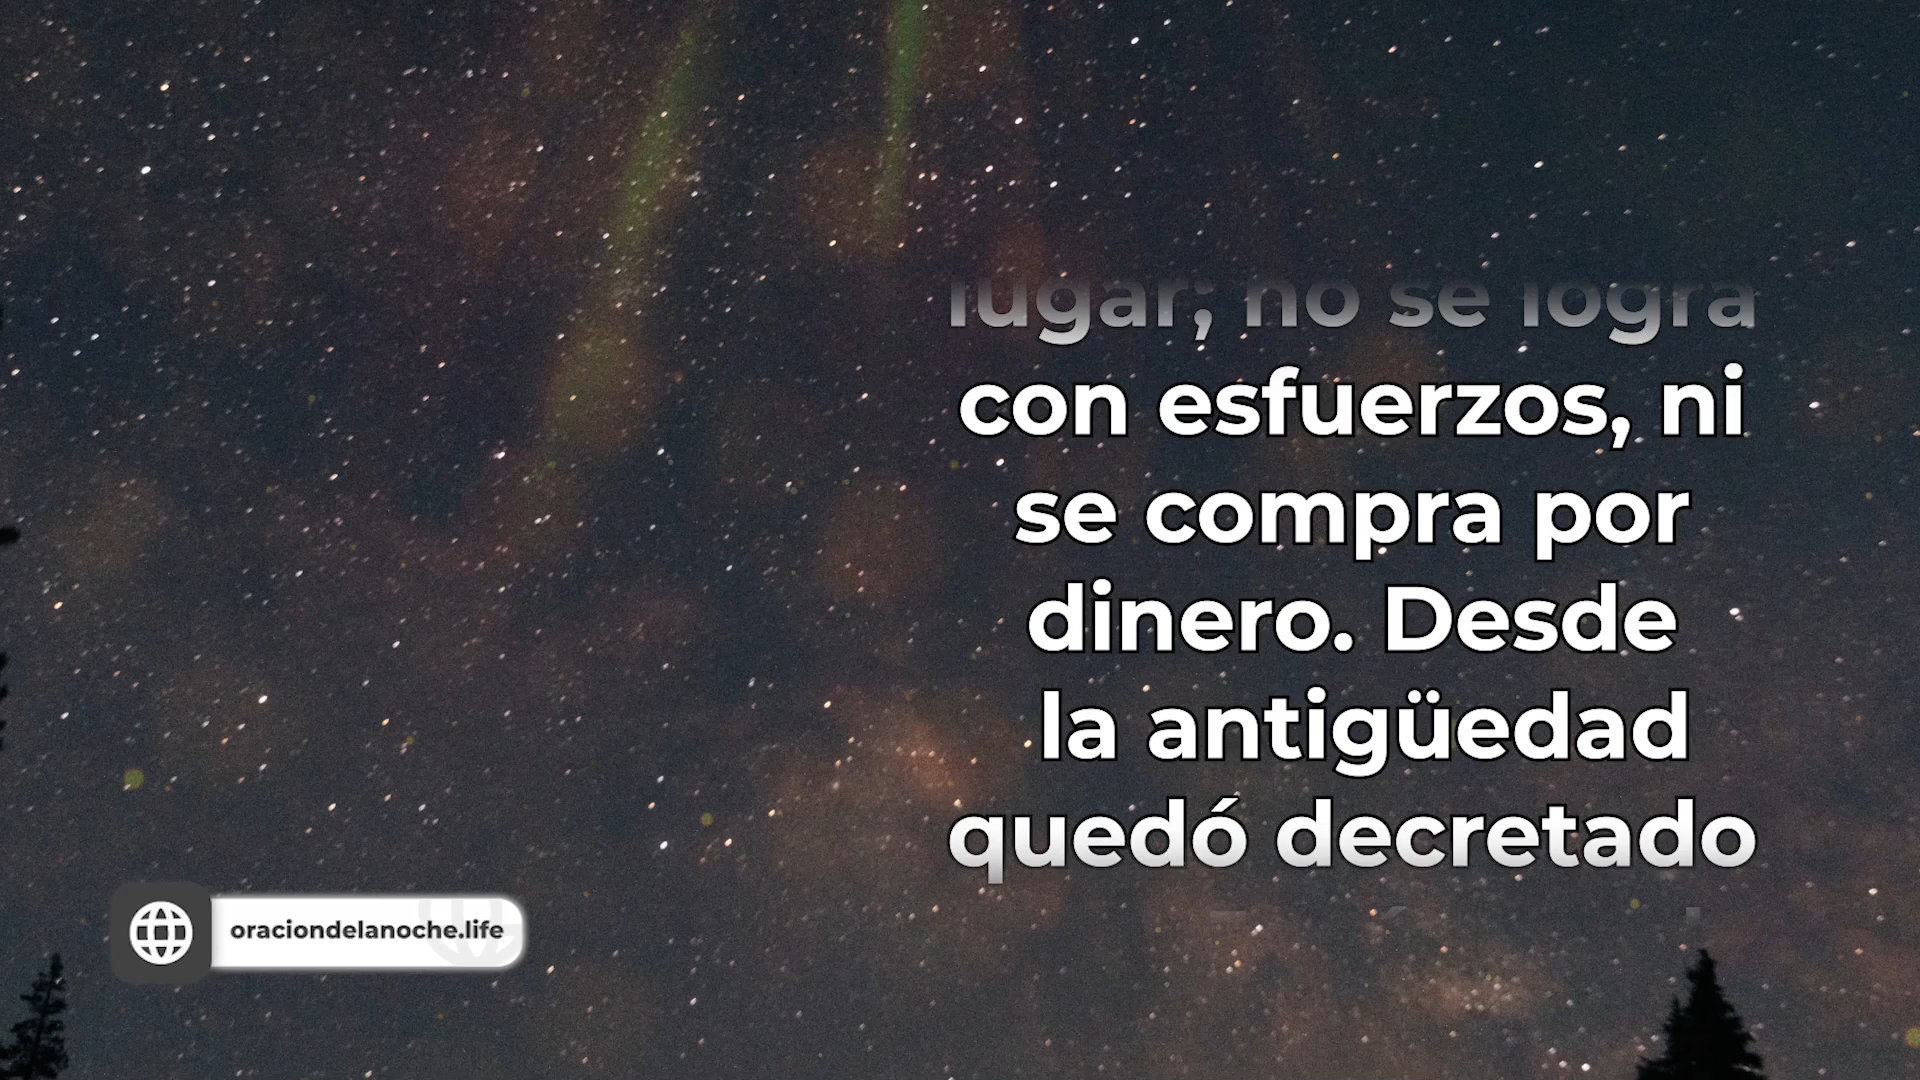 lugar; no se logra
con esfuerzos, ni
se compra por
dinero. Desde
la antigüedad
quedó decretado
oraciondelanoche.life